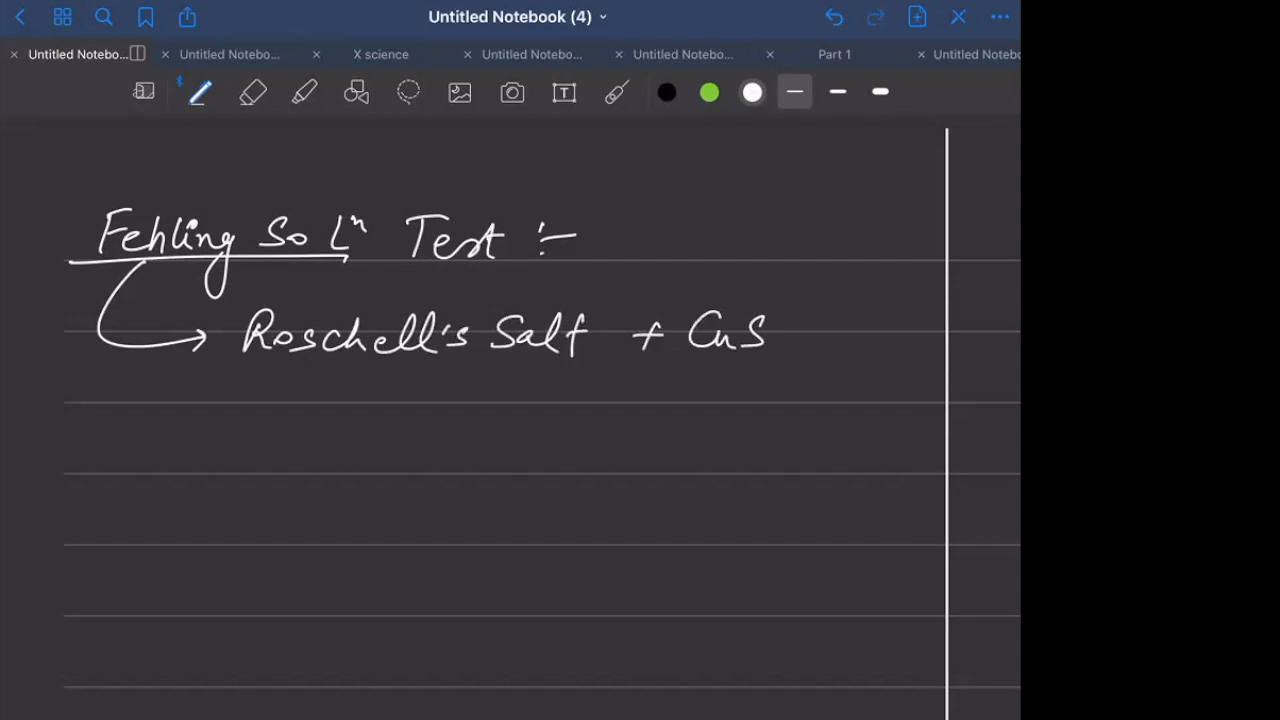 Untitled Notebook (4)
Untitled Notebo... Untitled Notebo... X science Untitled Notebo... Untitled Notebo... Part 1 Untitled Notebo
T
Fehling Solⁿ Test :-
Roschell's Salt + CuS